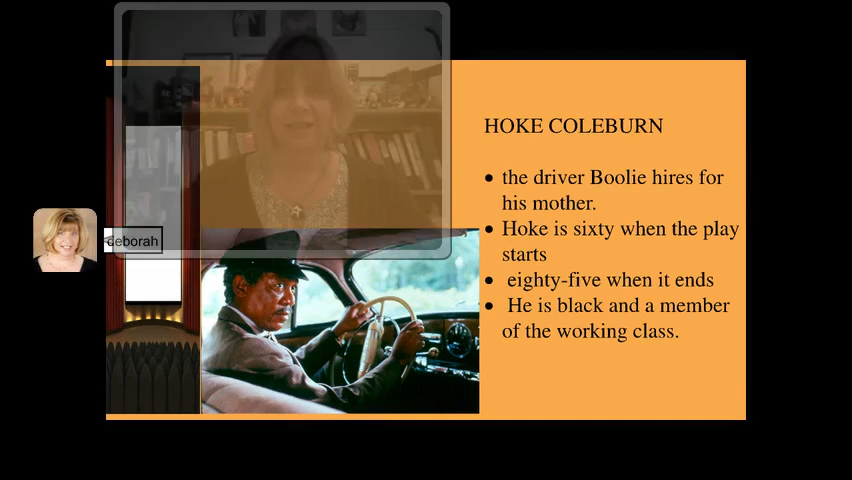 HOKE COLEBURN
• the driver Boolie hires for
his mother.
• Hoke is sixty when the play
starts
• eighty-five when it ends
• He is black and a member
of the working class.
deborah